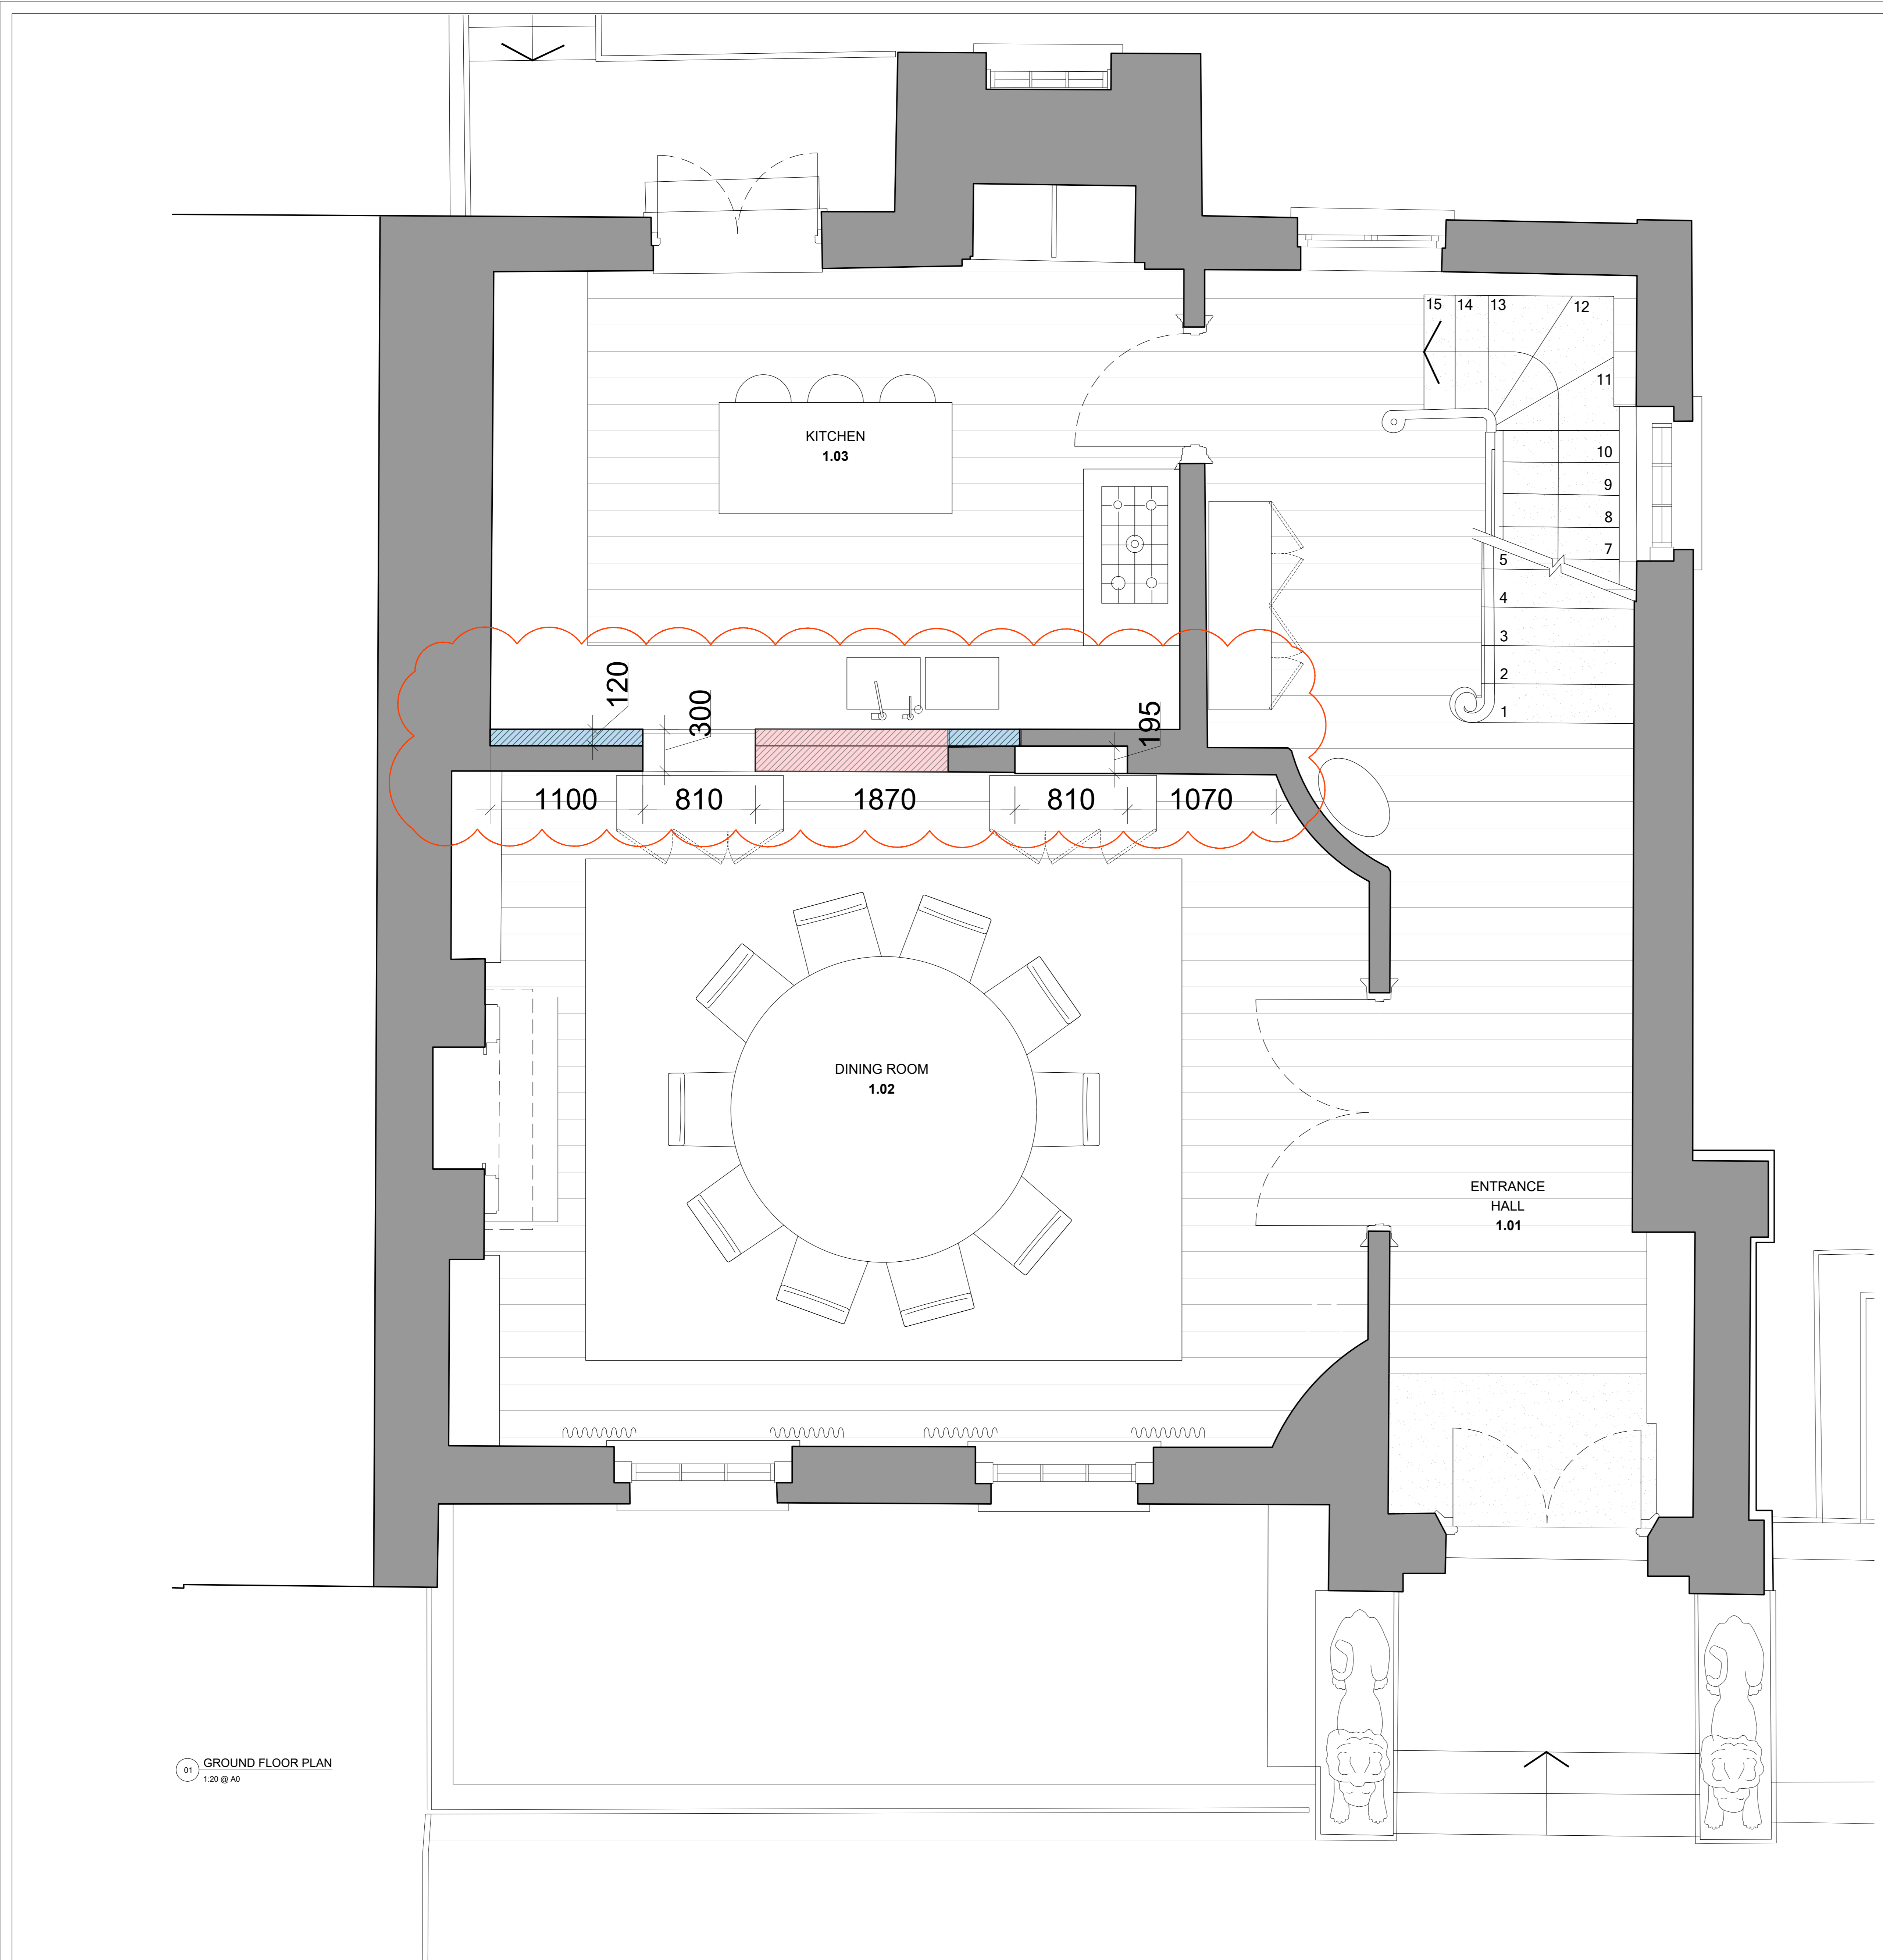 15 14 13 12
11
KITCHEN
1.03
10
9
8
7
5
4
3
2
1
120
300
195
1100 810 1870 810 1070
DINING ROOM
1.02
ENTRANCE
HALL
1.01
01 GROUND FLOOR PLAN
1:20 @ A0